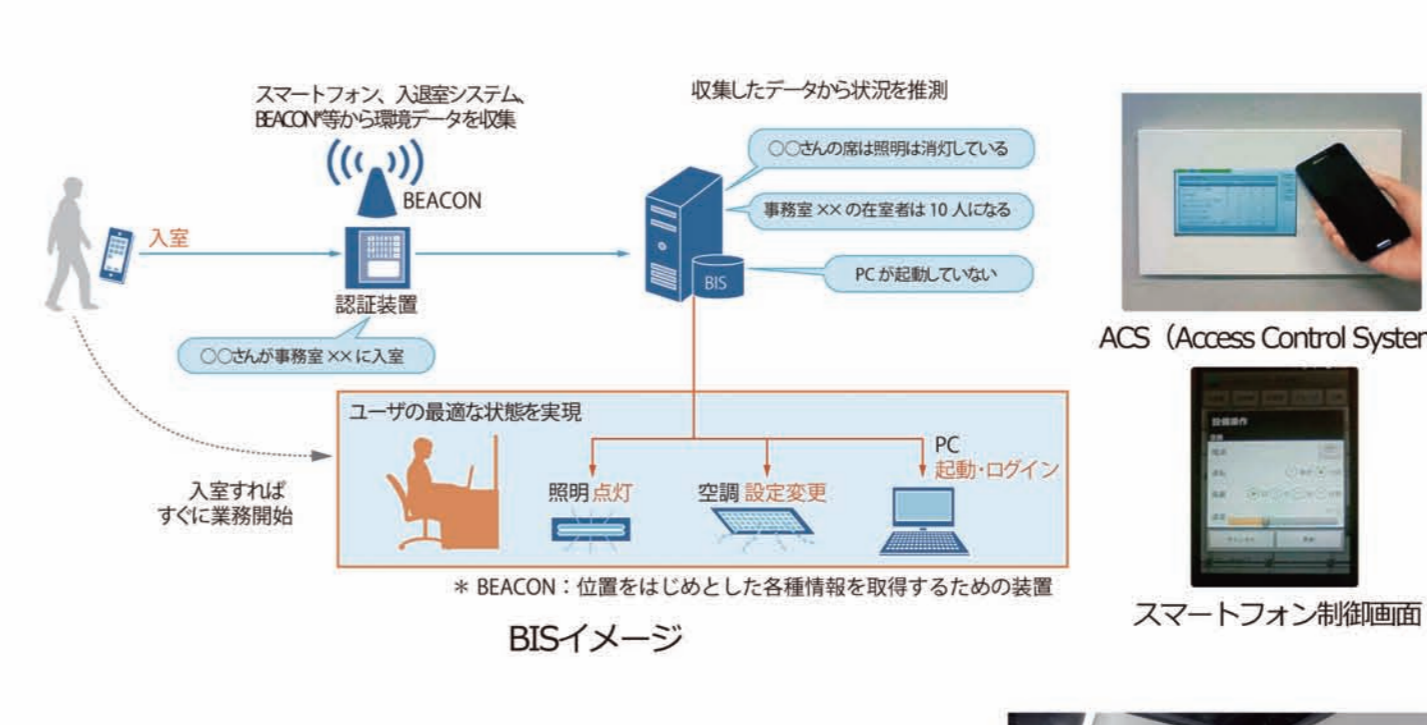 スマートフォン、入退室システム、
BEACON*等から環境データを収集
収集したデータから状況を推測
○○さんの席は照明は消灯している
BEACON
事務室××の在室者は10人になる
入室
PCが起動していない
BIS
認証装置
○○さんが事務室××に入室
ACS（Access Control System
ユーザの最適な状態を実現
設備操作
PC
起動・ログイン
照明点灯
空調 設定変更
入室すれば
すぐに業務開始
＊ BEACON：位置をはじめとした各種情報を取得するための装置
スマートフォン制御画面
BISイメージ